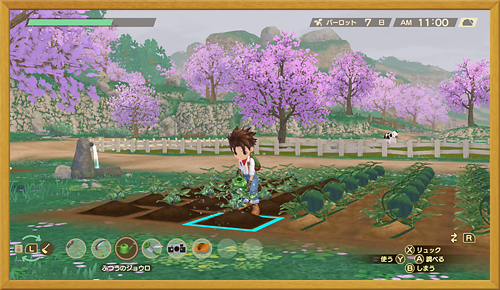 パーロット 7 日 AM 11:00
R
L
X リュック
使う Y A 調べる
B しまう
ふつうのジョウロ